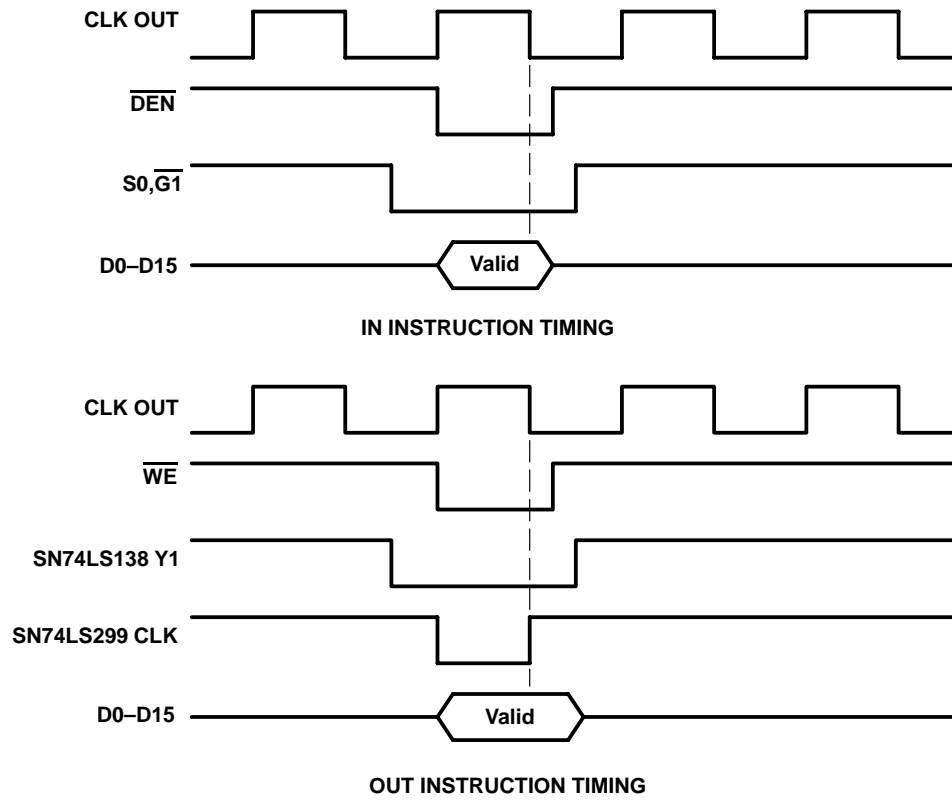 CLK OUT
DEN
S0,G1
D0–D15
Valid
IN INSTRUCTION TIMING
CLK OUT
WE
SN74LS138 Y1
SN74LS299 CLK
D0–D15
Valid
OUT INSTRUCTION TIMING